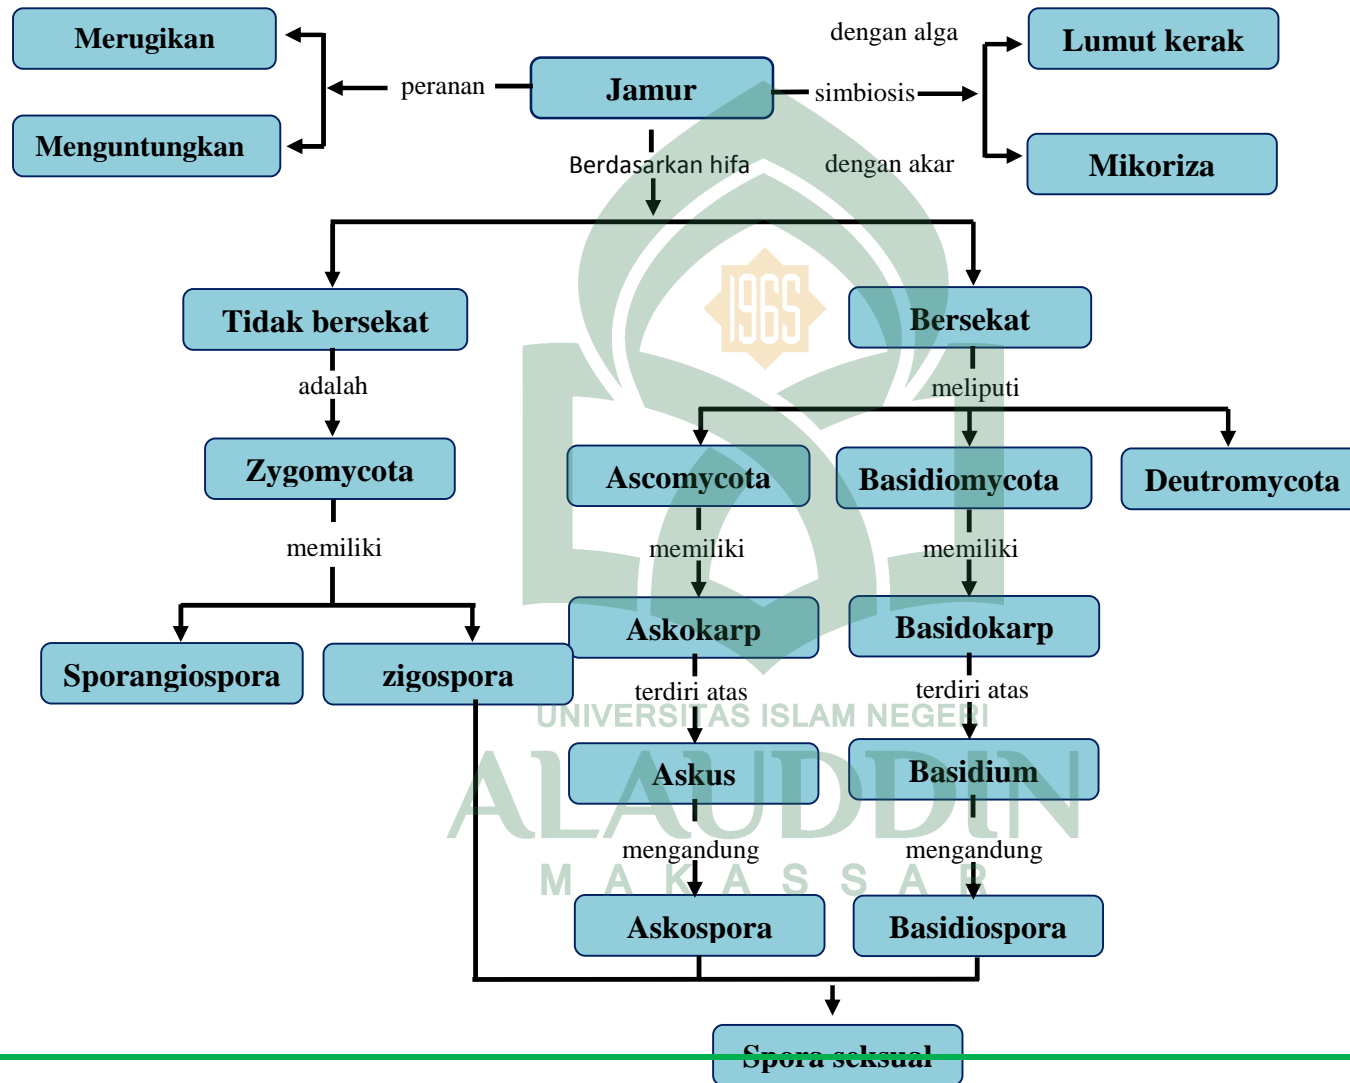 Merugikan
dengan alga
Lumut kerak
peranan
Jamur
simbiosis
Menguntungkan
Berdasarkan hifa
dengan akar
Mikoriza
1965
Tidak bersekat
Bersekat
adalah
meliputi
Zygomycota
Ascomycota
Basidiomycota
Deutromycota
memiliki
memiliki
memiliki
Sporangiospora
zigospora
Askokarp
Basidokarp
terdiri atas
terdiri atas
UNIVERSITAS ISLAM NEGERI
ALAUDDIN
Askus
Basidium
mengandung
mengandung
MAKASSAR
Askospora
Basidiospora
Spora seksual